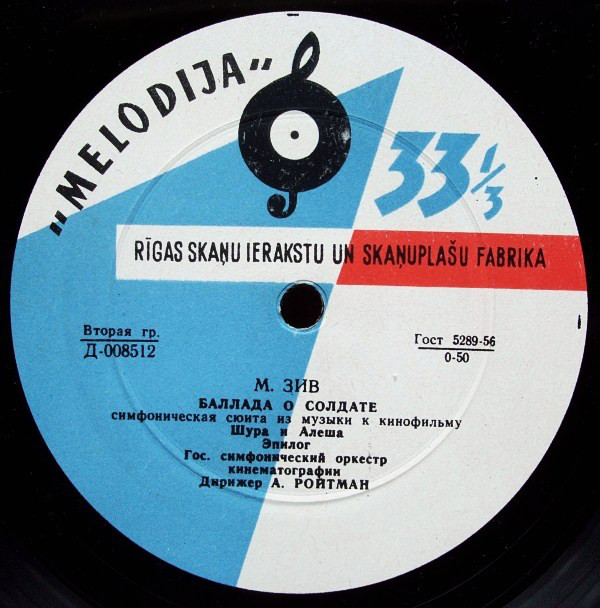 „MELODIJA"
33 1/3
RĪGAS SKAŅU IERAKSTU UN SKAŅUPLAŠU FABRIKA
Вторая гр.
Д-008512
Гост 5289-56
0-50
М. ЗИВ
БАЛЛАДА О СОЛДАТЕ
симфоническая сюита из музыки к кинофильму
Шура и Алеша
Эпилог
Гос. симфонический оркестр
кинематографии
Дирижер А. РОЙТМАН